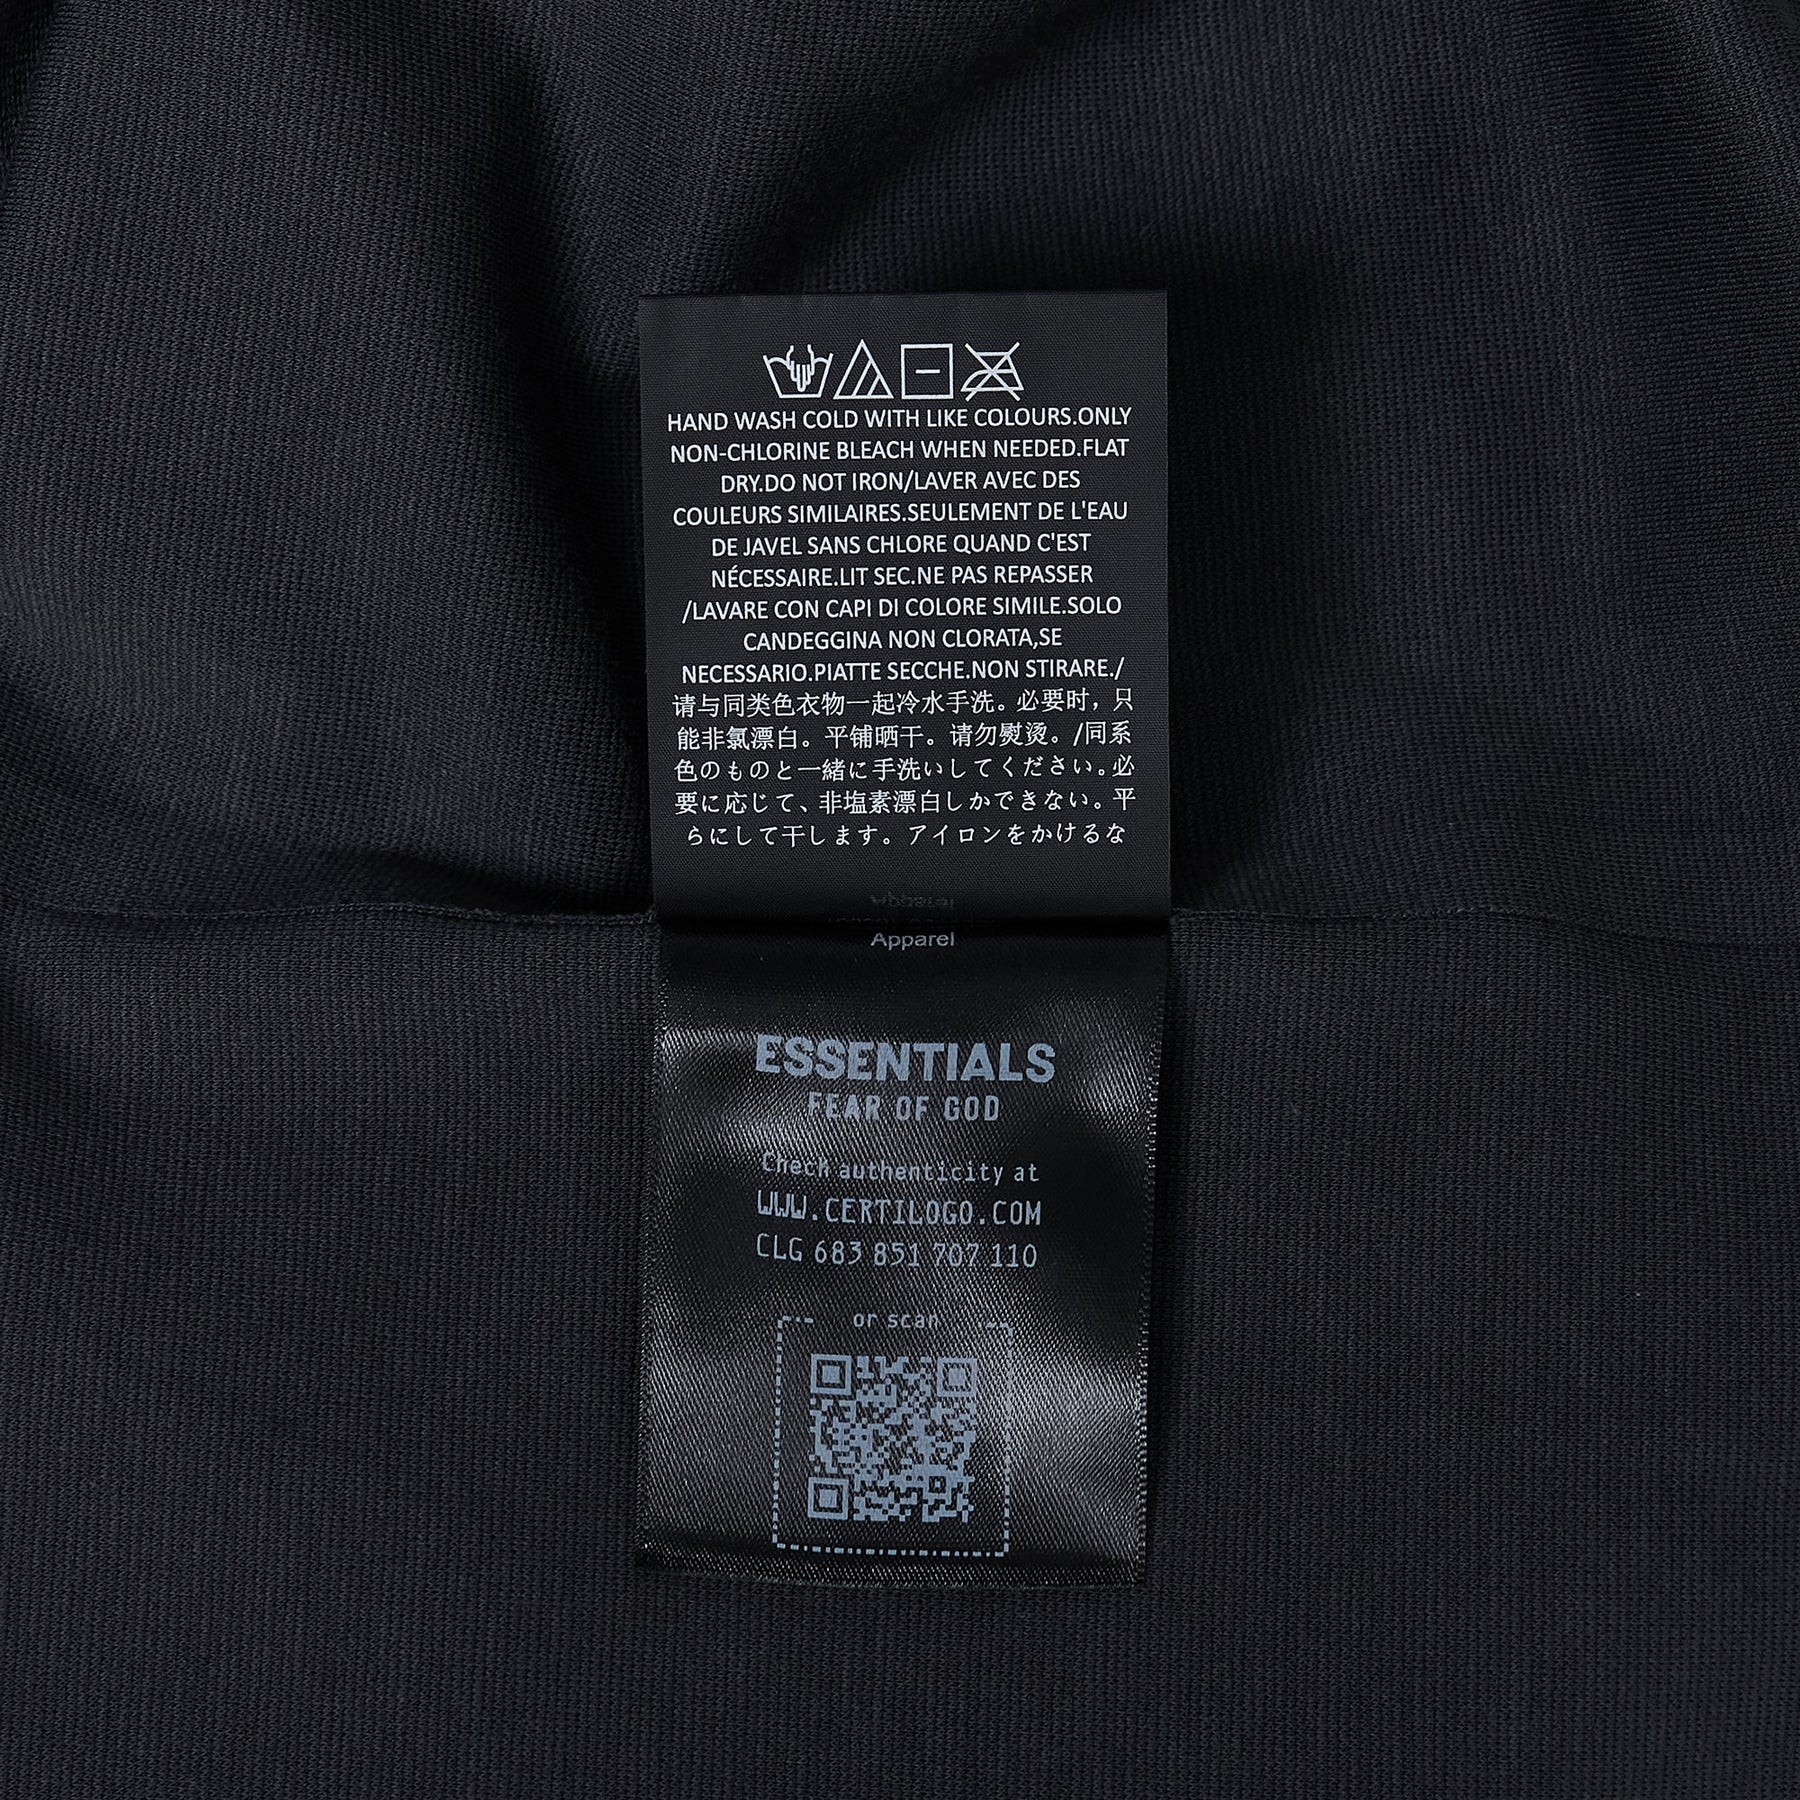 HAND WASH COLD WITH LIKE COLOURS.ONLY
NON-CHLORINE BLEACH WHEN NEEDED.FLAT
DRY.DO NOT IRON/LAVER AVEC DES
COULEURS SIMILAIRES.SEULEMENT DE L'EAU
DE JAVEL SANS CHLORE QUAND C'EST
NÉCESSAIRE.LIT SEC.NE PAS REPASSER
/LAVARE CON CAPI DI COLORE SIMILE.SOLO
CANDEGGINA NON CLORATA,SE
NECESSARIO.PIATTE SECCHE.NON STIRARE./
请与同类色衣物一起冷水手洗。必要时，只
能非氯漂白。平铺晒干。请勿熨烫。/同系
色のものと一緒に手洗いしてください。必
要に応じて、非塩素漂白しかできない。平
らにして干します。アイロンをかけるな
Apparel
Apparel
ESSENTIALS
FEAR OF GOD
Check authenticity at
WWW.CERTILOGO.COM
CLG 683 851 707 110
or scan